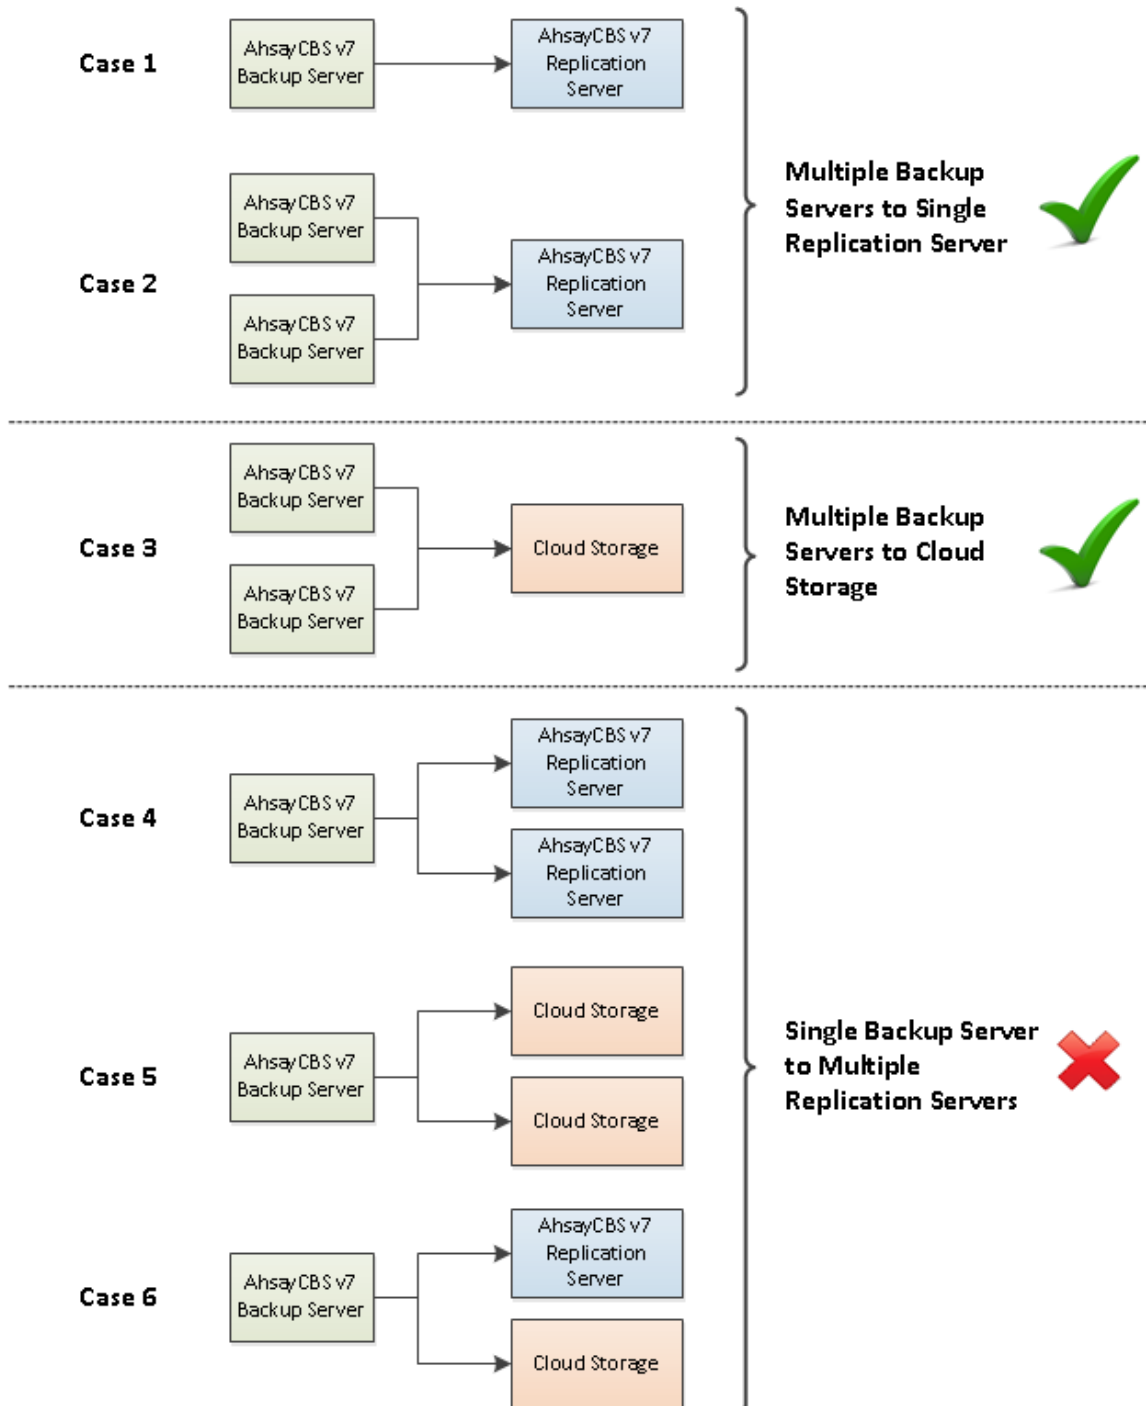 Case 1
AhsayCBS v7
Backup Server
AhsayCBS v7
Replication
Server
Case 2
AhsayCBS v7
Backup Server
AhsayCBS v7
Backup Server
AhsayCBS v7
Replication
Server
Multiple Backup
Servers to Single
Replication Server
Case 3
AhsayCBS v7
Backup Server
AhsayCBS v7
Backup Server
Cloud Storage
Multiple Backup
Servers to Cloud
Storage
Case 4
AhsayCBS v7
Backup Server
AhsayCBS v7
Replication
Server
AhsayCBS v7
Replication
Server
Case 5
AhsayCBS v7
Backup Server
Cloud Storage
Cloud Storage
Single Backup Server
to Multiple
Replication Servers
Case 6
AhsayCBS v7
Backup Server
AhsayCBS v7
Replication
Server
Cloud Storage